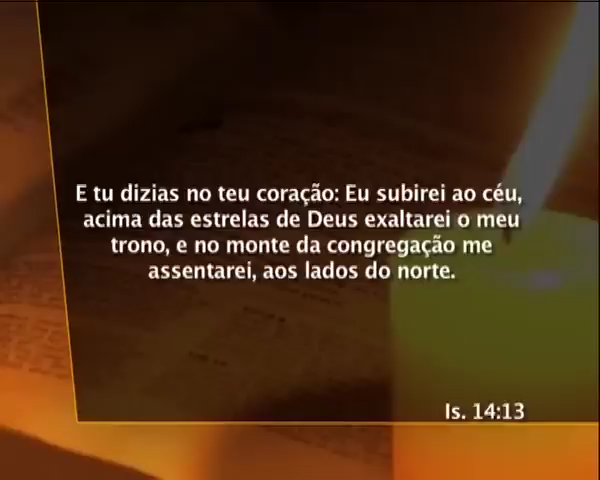 E tu dizias no teu coração: Eu subirei ao céu,
acima das estrelas de Deus exaltarei o meu
trono, e no monte da congregação me
assentarei, aos lados do norte.
Is. 14:13